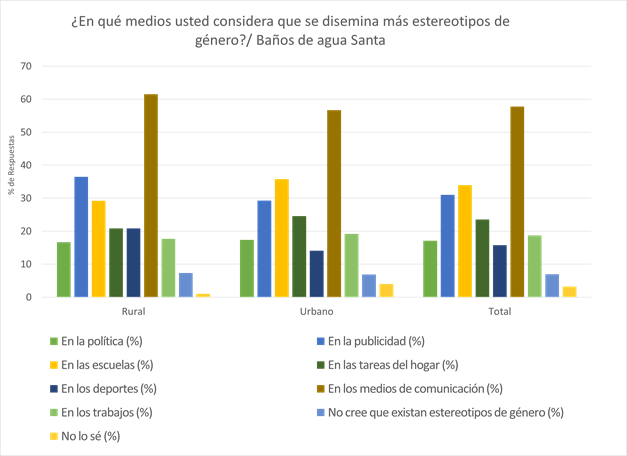 ¿En qué medios usted considera que se disemina más estereotipos de
género?/ Baños de agua Santa
70
60
50
40
30
20
10
0
% de Respuestas
Rural
Urbano
Total
En la política (%)
En la publicidad (%)
En las escuelas (%)
En las tareas del hogar (%)
En los deportes (%)
En los medios de comunicación (%)
En los trabajos (%)
No cree que existan estereotipos de género (%)
No lo sé (%)